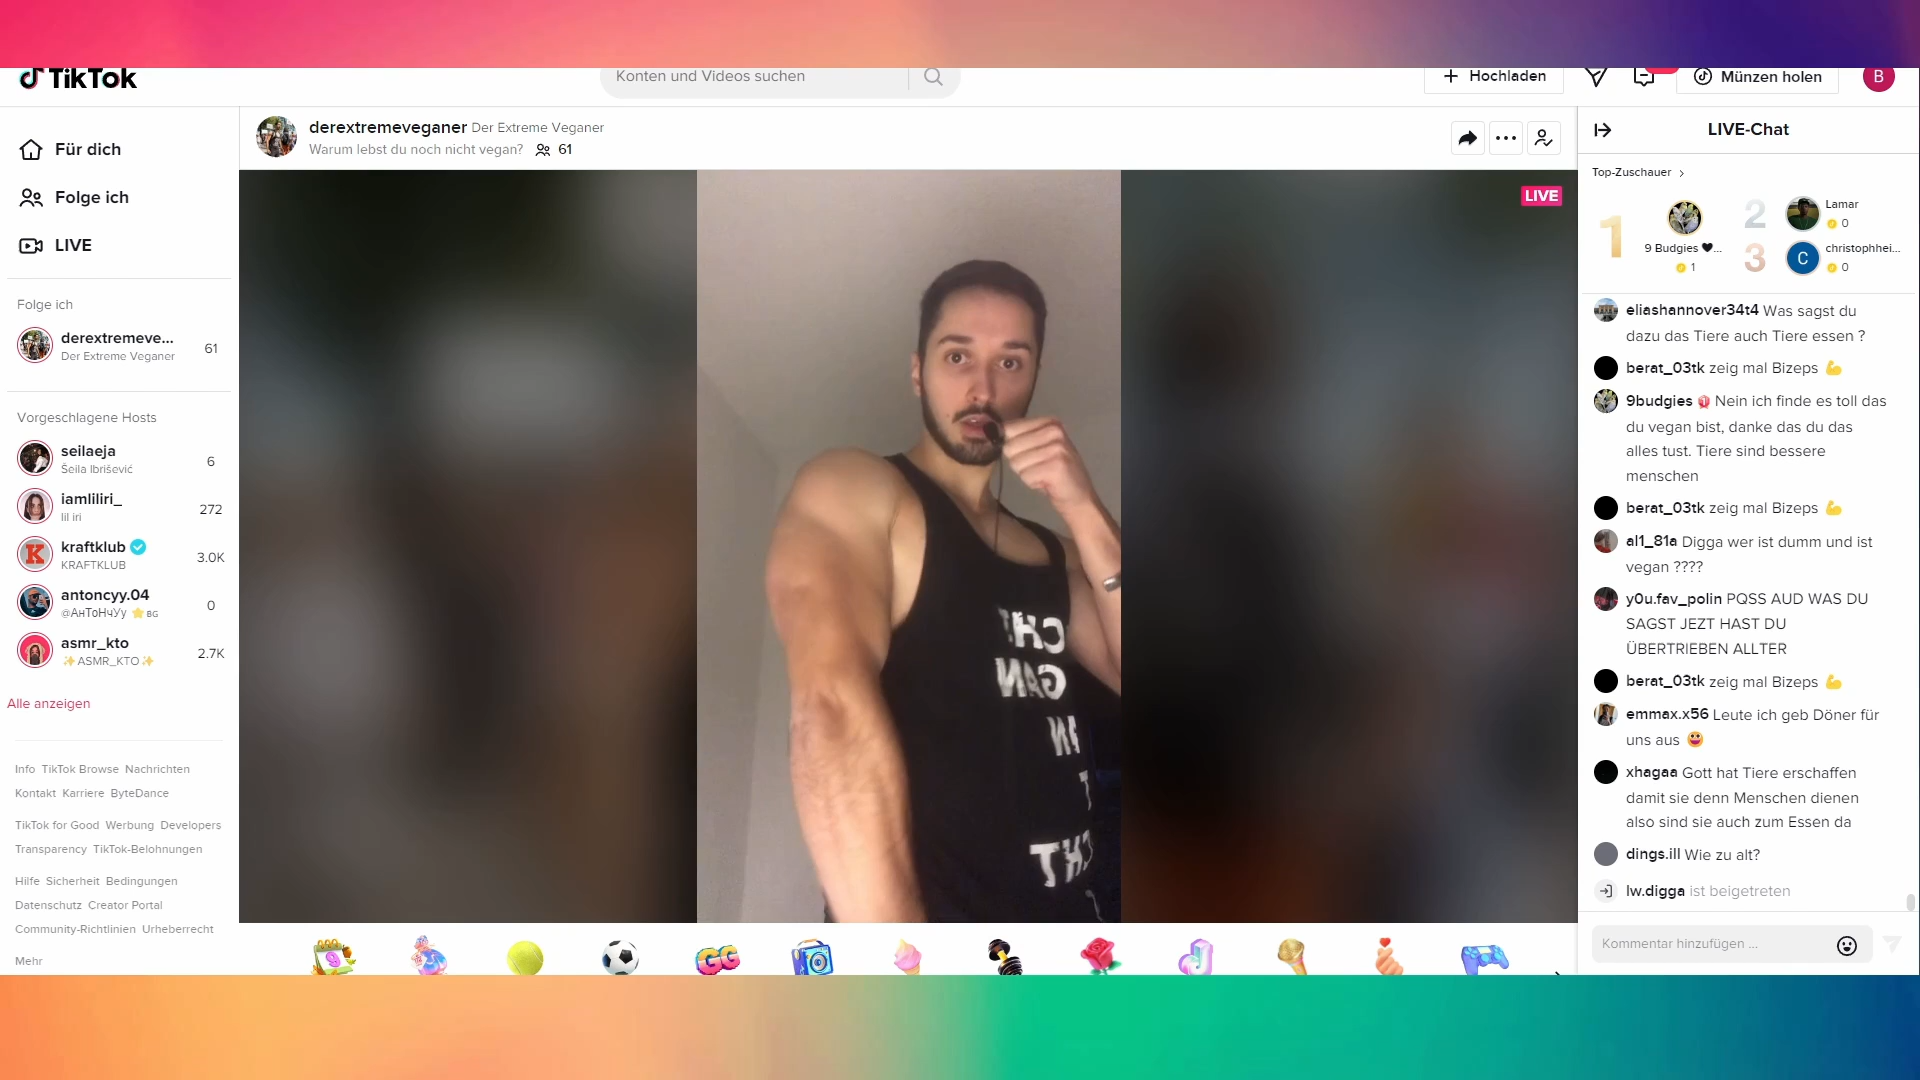 TikTok
Konten und Videos suchen
Hochladen
Münzen holen
B
Für dich
Folge ich
LIVE
Folge ich
derextremeve...
Der Extreme Veganer
61
Vorgeschlagene Hosts
seilaeja
Šeila Ibrišević
6
iamliliri_
lil iri
272
kraftklub
KRAFTKLUB
3.0K
antoncyy.04
@АнТоНчУу ⭐ BG
0
asmr_kto
✨ASMR_KTO✨
2.7K
Alle anzeigen
Info TikTok Browse Nachrichten
Kontakt Karriere ByteDance
TikTok for Good Werbung Developers
Transparency TikTok-Belohnungen
Hilfe Sicherheit Bedingungen
Datenschutz Creator Portal
Community-Richtlinien Urheberrecht
Mehr
derextremeveganer Der Extreme Veganer
Warum lebst du noch nicht vegan? 61
LIVE
GG
LIVE-Chat
Top-Zuschauer
1
9 Budgies 🖤...
1
2
Lamar
0
3
C
christophhei...
0
eliashannover34t4 Was sagst du
dazu das Tiere auch Tiere essen ?
berat_03tk zeig mal Bizeps 💪
9budgies Nein ich finde es toll das
du vegan bist, danke das du das
alles tust. Tiere sind bessere
menschen
berat_03tk zeig mal Bizeps 💪
al1_81a Digga wer ist dumm und ist
vegan ????
y0u.fav_polin PQSS AUD WAS DU
SAGST JEZT HAST DU
ÜBERTRIEBEN ALLTER
berat_03tk zeig mal Bizeps 💪
emmax.x56 Leute ich geb Döner für
uns aus 😀
xhagaa Gott hat Tiere erschaffen
damit sie denn Menschen dienen
also sind sie auch zum Essen da
dings.ill Wie zu alt?
lw.digga ist beigetreten
Kommentar hinzufügen ...